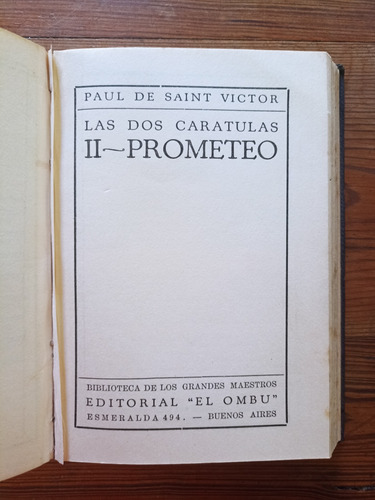 PAUL DE SAINT VICTOR
LAS DOS CARATULAS
II~PROMETEO
BIBLIOTECA DE LOS GRANDES MAESTROS
EDITORIAL "EL OMBU"
ESMERALDA 494. — BUENOS AIRES